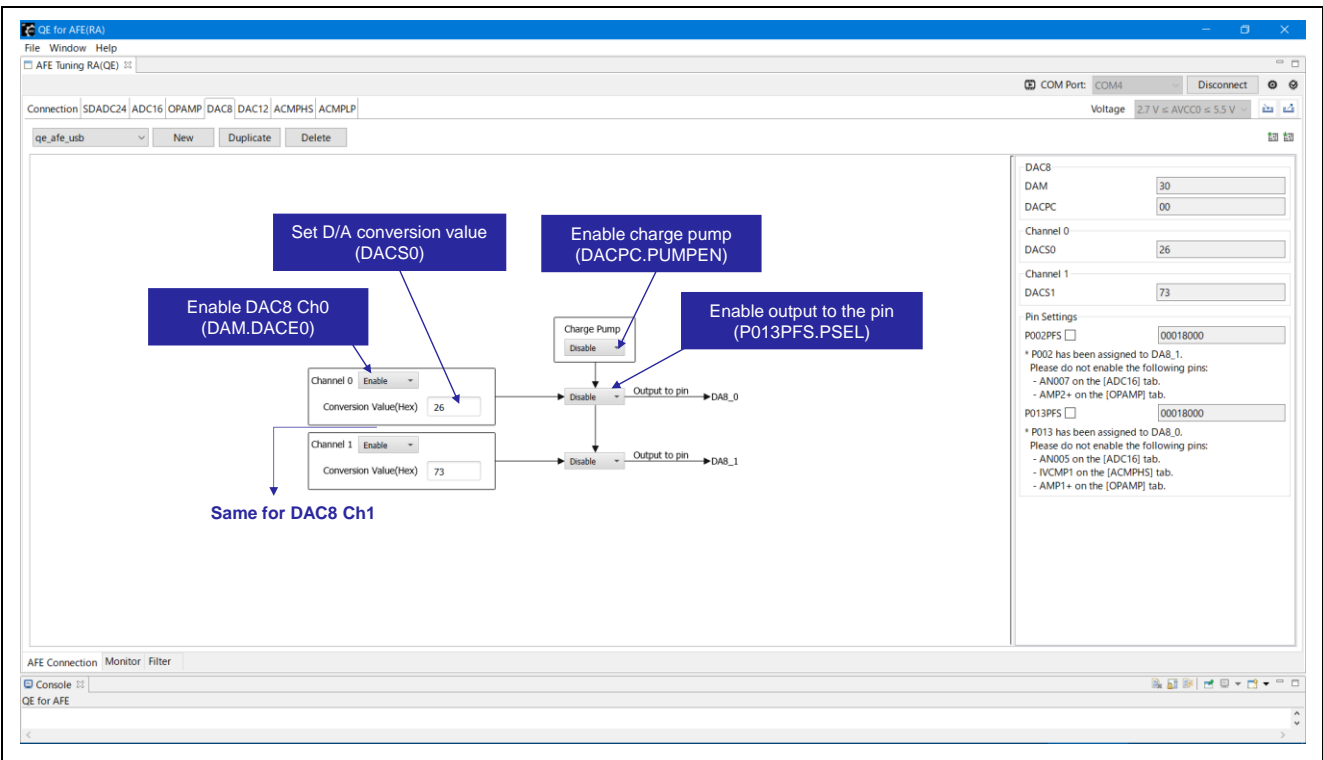 QE for AFE(RA)
File Window Help
AFE Tuning RA(QE)
COM Port: COM4 Disconnect
Connection SDADC24 ADC16 OPAMP DAC8 DAC12 ACMPHS ACMPLP
Voltage 2.7 V ≤ AVCC0 ≤ 5.5 V
qe_afe_usb New Duplicate Delete
Set D/A conversion value
(DACS0)
Enable charge pump
(DACPC.PUMPEN)
Enable DAC8 Ch0
(DAM.DACE0)
Enable output to the pin
(P013PFS.PSEL)
Charge Pump
Disable
Channel 0 Enable
Conversion Value(Hex) 26
Disable Output to pin DA8_0
Channel 1 Enable
Conversion Value(Hex) 73
Disable Output to pin DA8_1
Same for DAC8 Ch1
DAC8
DAM 30
DACPC 00
Channel 0
DACS0 26
Channel 1
DACS1 73
Pin Settings
P002PFS 00018000
* P002 has been assigned to DA8_1.
Please do not enable the following pins:
- AN007 on the [ADC16] tab.
- AMP2+ on the [OPAMP] tab.
P013PFS 00018000
* P013 has been assigned to DA8_0.
Please do not enable the following pins:
- AN005 on the [ADC16] tab.
- IVCMP1 on the [ACMPHS] tab.
- AMP1+ on the [OPAMP] tab.
AFE Connection Monitor Filter
Console
QE for AFE